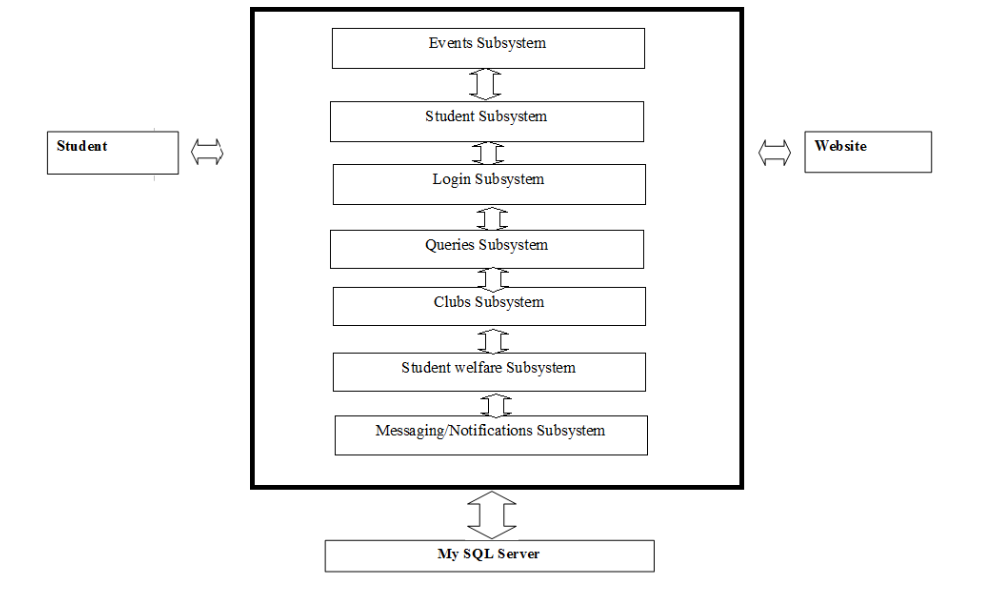 Events Subsystem
Student Subsystem
Student
Website
Login Subsystem
Queries Subsystem
Clubs Subsystem
Student welfare Subsystem
Messaging/Notifications Subsystem
My SQL Server